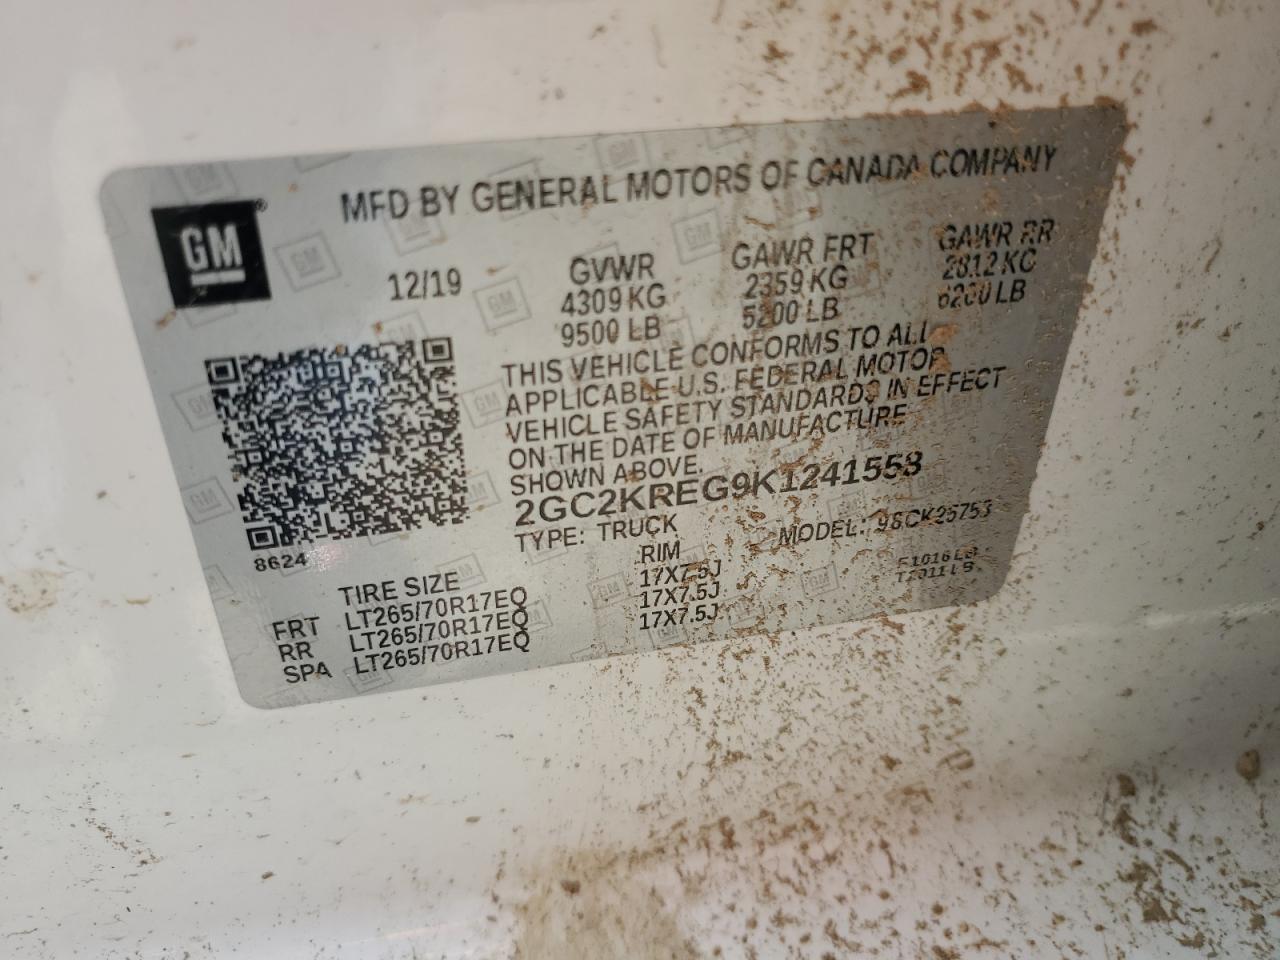 GM
MFD BY GENERAL MOTORS OF CANADA COMPANY
12/19
GVWR
4309 KG
9500 LB
GAWR FRT
2359 KG
5200 LB
GAWR RR
2812 KG
6200 LB
THIS VEHICLE CONFORMS TO ALL
APPLICABLE U.S. FEDERAL MOTOR
VEHICLE SAFETY STANDARDS IN EFFECT
ON THE DATE OF MANUFACTURE
SHOWN ABOVE.
2GC2KREG9K1241558
TYPE: TRUCK
MODEL:
8624
TIRE SIZE
RIM
FRT LT265/70R17EQ 17X7.5J
RR LT265/70R17EQ 17X7.5J
SPA LT265/70R17EQ 17X7.5J